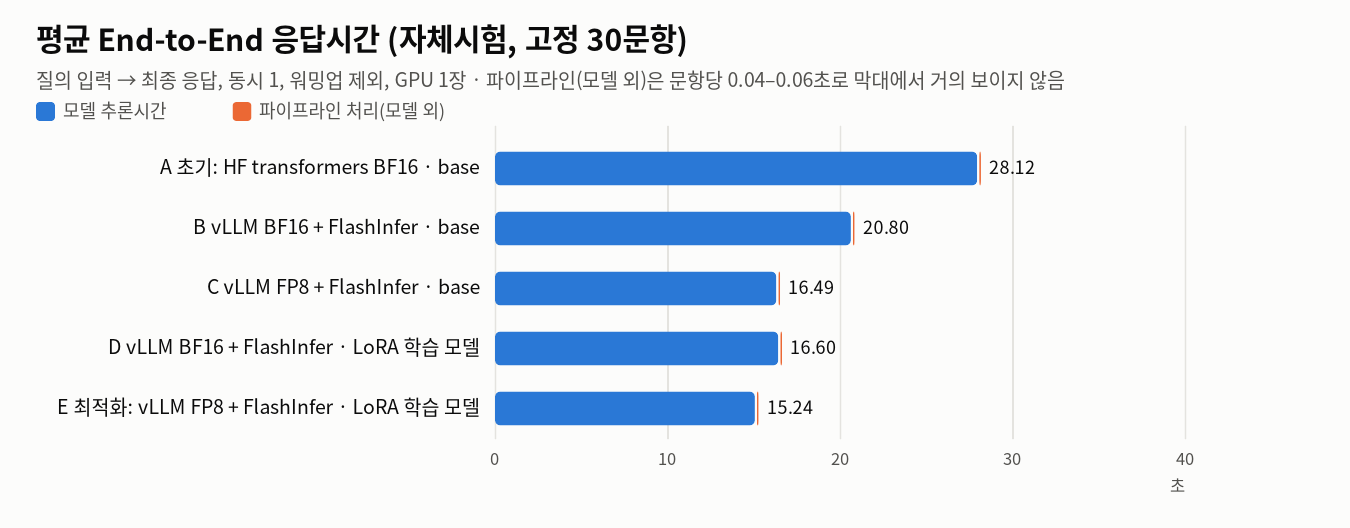 평균 End-to-End 응답시간 (자체시험, 고정 30문항)
질의 입력 → 최종 응답, 동시 1, 워밍업 제외, GPU 1장 · 파이프라인(모델 외)은 문항당 0.04–0.06초로 막대에서 거의 보이지 않음
모델 추론시간 파이프라인 처리(모델 외)
A 초기: HF transformers BF16 · base 28.12
B vLLM BF16 + FlashInfer · base 20.80
C vLLM FP8 + FlashInfer · base 16.49
D vLLM BF16 + FlashInfer · LoRA 학습 모델 16.60
E 최적화: vLLM FP8 + FlashInfer · LoRA 학습 모델 15.24
0 10 20 30 40
초